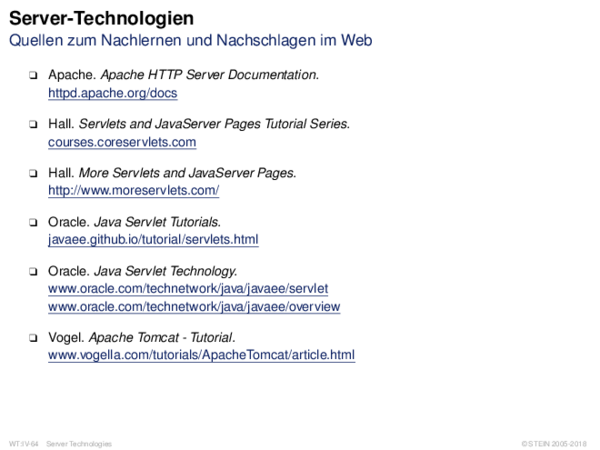 Server-Technologien
Quellen zum Nachlernen und Nachschlagen im Web
❑ Apache. Apache HTTP Server Documentation.
httpd.apache.org/docs
❑ Hall. Servlets and JavaServer Pages Tutorial Series.
courses.coreservlets.com
❑ Hall. More Servlets and JavaServer Pages.
http://www.moreservlets.com/
❑ Oracle. Java Servlet Tutorials.
javaee.github.io/tutorial/servlets.html
❑ Oracle. Java Servlet Technology.
www.oracle.com/technetwork/java/javaee/servlet
www.oracle.com/technetwork/java/javaee/overview
❑ Vogel. Apache Tomcat - Tutorial.
www.vogella.com/tutorials/ApacheTomcat/article.html
WT:IV-64 Server Technologies © STEIN 2005-2018